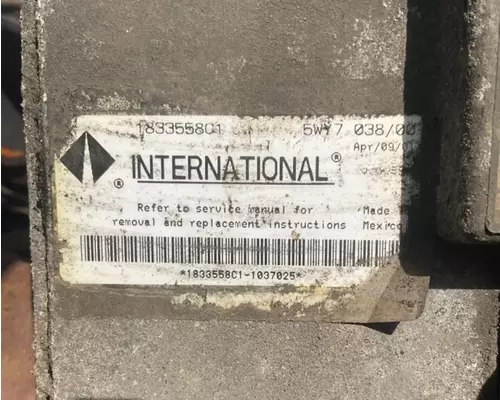 1833558C1 5WY7 038/00
Apr/09/01
® INTERNATIONAL®
Refer to service manual for Made
removal and replacement instructions Mexico
*1833558C1-1037025*